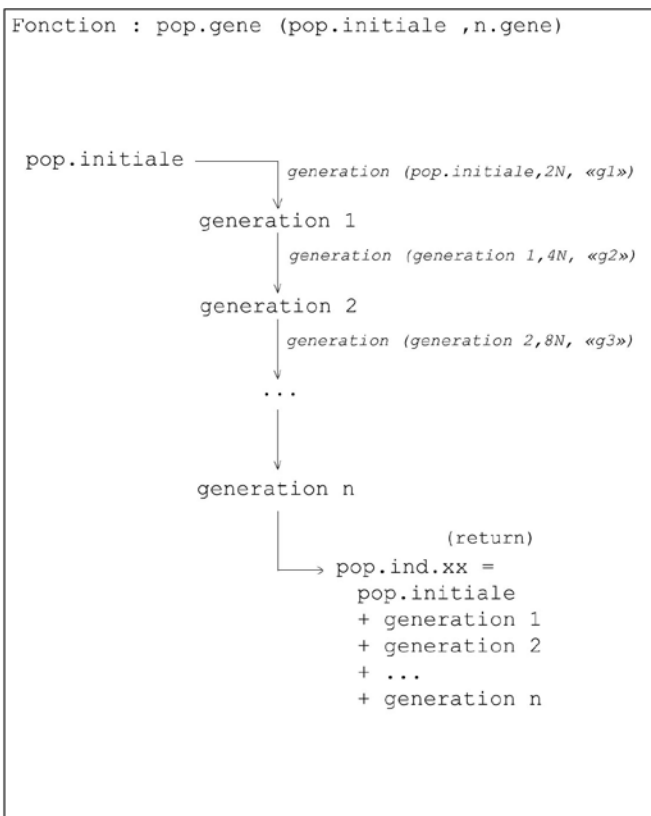 Fonction : pop.gene (pop.initiale ,n.gene)
pop.initiale
generation (pop.initiale,2N, «g1»)
generation 1
generation (generation 1,4N, «g2»)
generation 2
generation (generation 2,8N, «g3»)
...
generation n
(return)
pop.ind.xx =
pop.initiale
+ generation 1
+ generation 2
+ ...
+ generation n